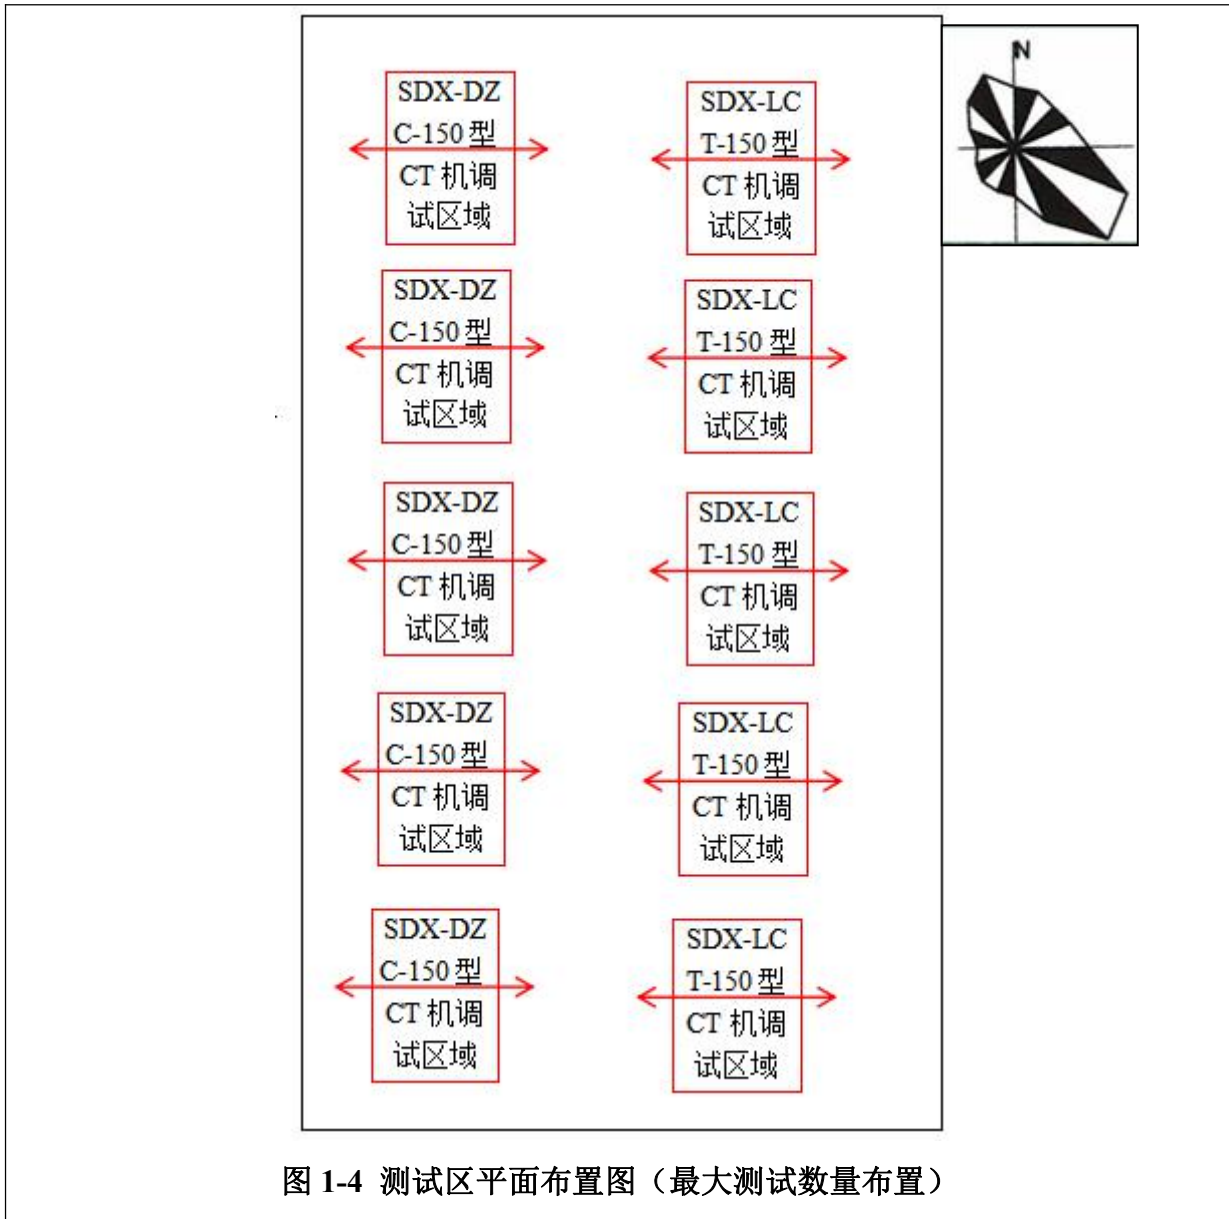 N
SDX-DZ
C-150 型
CT 机调
试区域
SDX-LC
T-150 型
CT 机调
试区域
SDX-DZ
C-150 型
CT 机调
试区域
SDX-LC
T-150 型
CT 机调
试区域
SDX-DZ
C-150 型
CT 机调
试区域
SDX-LC
T-150 型
CT 机调
试区域
SDX-DZ
C-150 型
CT 机调
试区域
SDX-LC
T-150 型
CT 机调
试区域
SDX-DZ
C-150 型
CT 机调
试区域
SDX-LC
T-150 型
CT 机调
试区域
图 1-4 测试区平面布置图（最大测试数量布置）